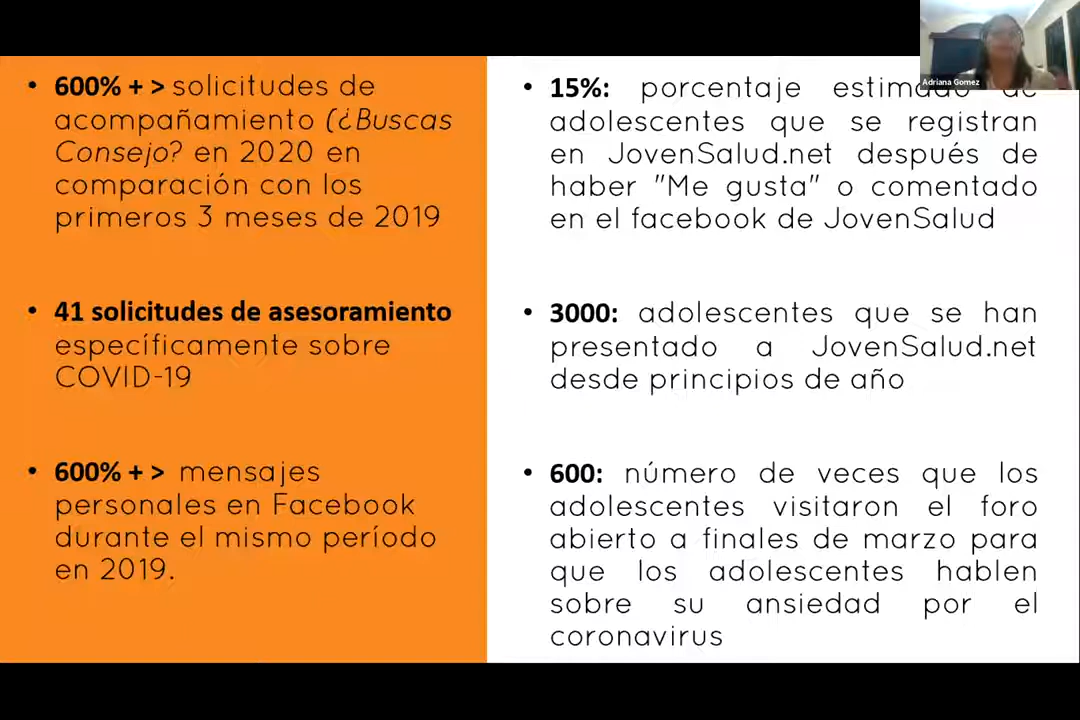 • 600% + > solicitudes de
acompañamiento (¿Buscas
Consejo? en 2020 en
comparación con los
primeros 3 meses de 2019
• 41 solicitudes de asesoramiento
específicamente sobre
COVID-19
• 600% + > mensajes
personales en Facebook
durante el mismo período
en 2019.
• 15%: porcentaje estimado de
adolescentes que se registran
en JovenSalud.net después de
haber "Me gusta" o comentado
en el facebook de JovenSalud
• 3000: adolescentes que se han
presentado a JovenSalud.net
desde principios de año
• 600: número de veces que los
adolescentes visitaron el foro
abierto a finales de marzo para
que los adolescentes hablen
sobre su ansiedad por el
coronavirus
Adriana Gomez